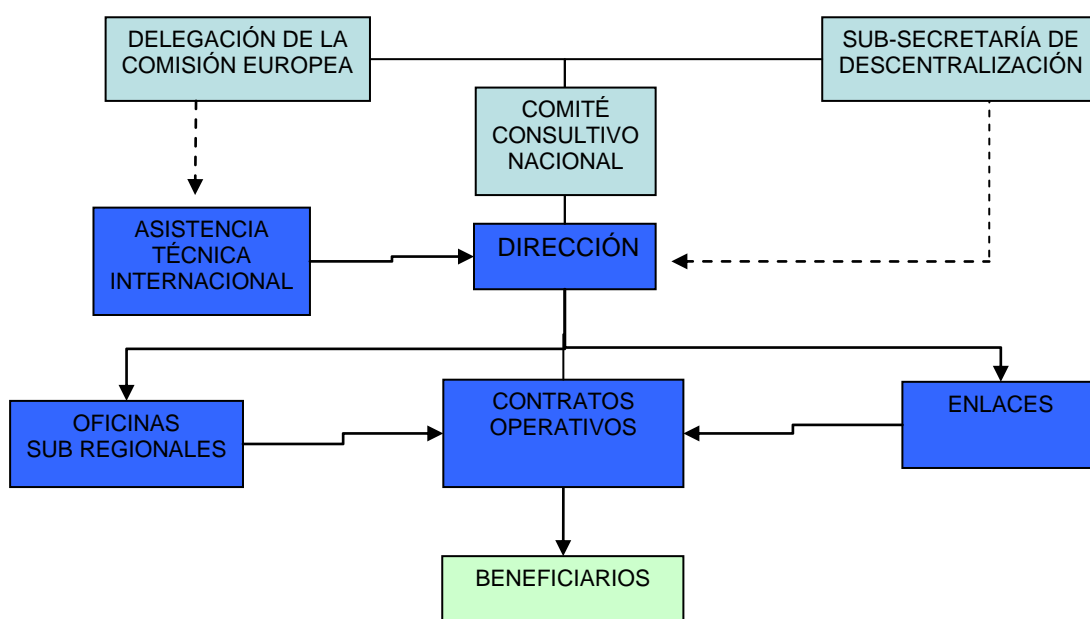 DELEGACIÓN DE LA
COMISIÓN EUROPEA
SUB-SECRETARÍA DE
DESCENTRALIZACIÓN
COMITÉ
CONSULTIVO
NACIONAL
ASISTENCIA
TÉCNICA
INTERNACIONAL
DIRECCIÓN
OFICINAS
SUB REGIONALES
CONTRATOS
OPERATIVOS
ENLACES
BENEFICIARIOS